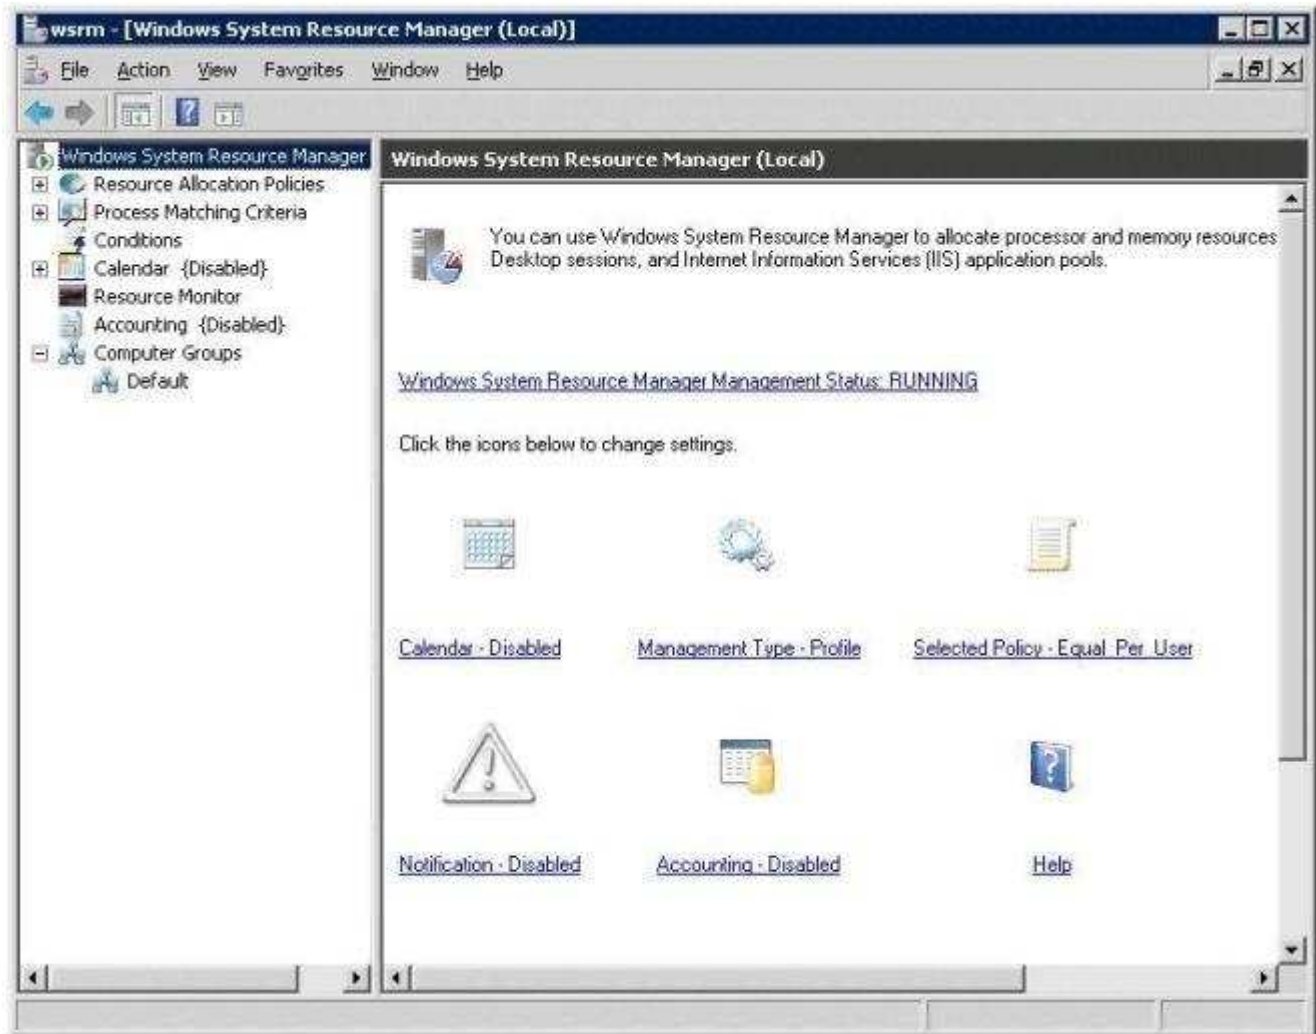 wsrm - [Windows System Resource Manager (Local)]
File Action View Favorites Window Help
Windows System Resource Manager
Resource Allocation Policies
Process Matching Criteria
Conditions
Calendar {Disabled}
Resource Monitor
Accounting {Disabled}
Computer Groups
Default
Windows System Resource Manager (Local)
You can use Windows System Resource Manager to allocate processor and memory resources
Desktop sessions, and Internet Information Services (IIS) application pools.
Windows System Resource Manager Management Status: RUNNING
Click the icons below to change settings.
Calendar - Disabled
Management Type - Profile
Selected Policy - Equal_Per_User
Notification - Disabled
Accounting - Disabled
Help